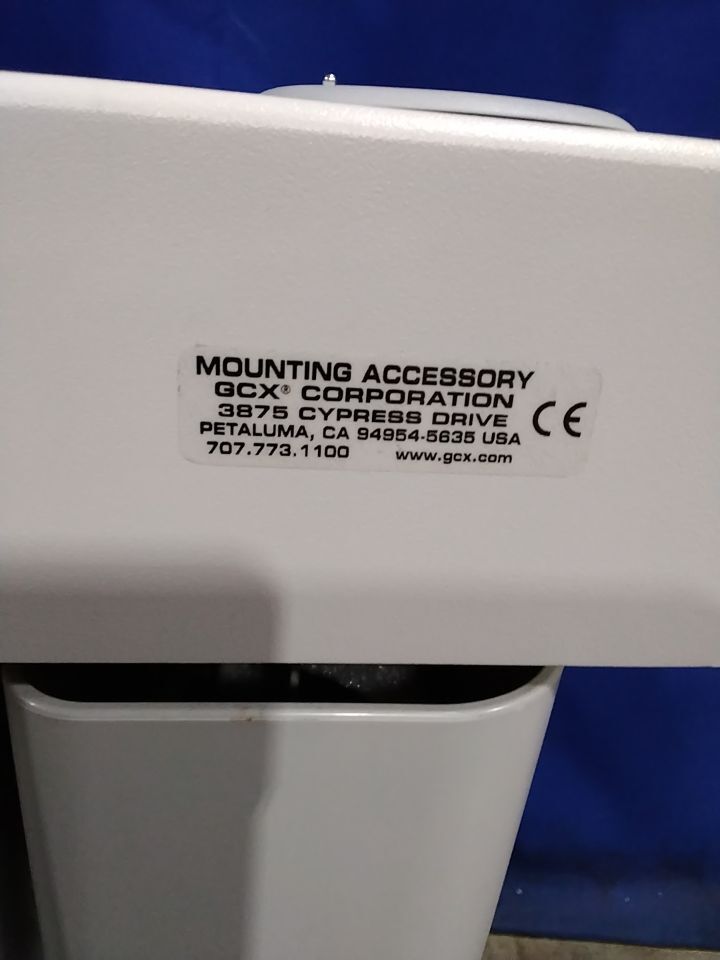 MOUNTING ACCESSORY
GCX® CORPORATION
3875 CYPRESS DRIVE
PETALUMA, CA 94954-5635 USA
707.773.1100 www.gcx.com
CE